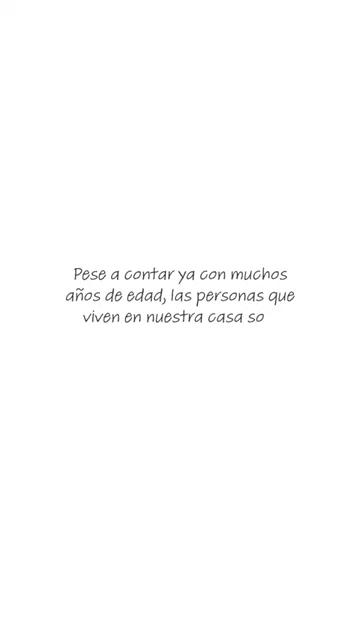 Pese a contar ya con muchos
años de edad, las personas que
viven en nuestra casa so